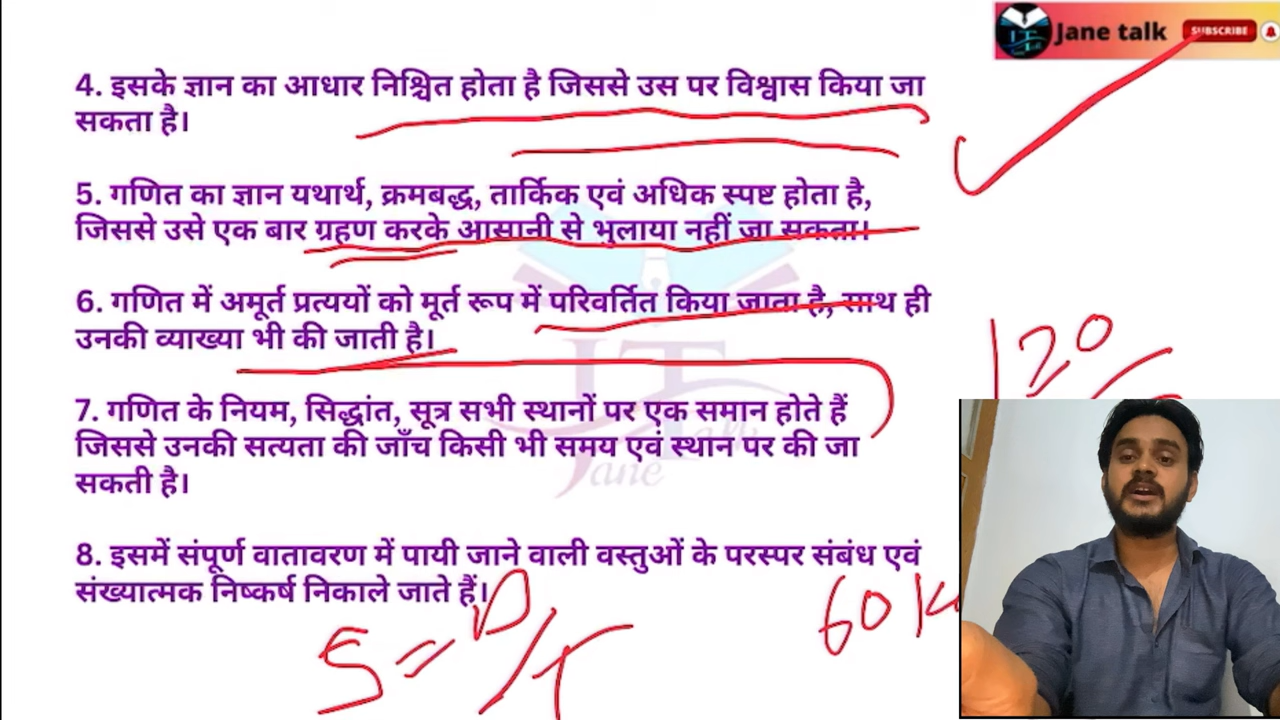 Jane talk SUBSCRIBE
4. इसके ज्ञान का आधार निश्चित होता है जिससे उस पर विश्वास किया जा
सकता है।
5. गणित का ज्ञान यथार्थ, क्रमबद्ध, तार्किक एवं अधिक स्पष्ट होता है,
जिससे उसे एक बार ग्रहण करके आसानी से भुलाया नहीं जा सकता।
6. गणित में अमूर्त प्रत्ययों को मूर्त रूप में परिवर्तित किया जाता है, साथ ही
उनकी व्याख्या भी की जाती है।
120
7. गणित के नियम, सिद्धांत, सूत्र सभी स्थानों पर एक समान होते हैं
जिससे उनकी सत्यता की जाँच किसी भी समय एवं स्थान पर की जा
सकती है।
JT
Jane Talk
8. इसमें संपूर्ण वातावरण में पायी जाने वाली वस्तुओं के परस्पर संबंध एवं
संख्यात्मक निष्कर्ष निकाले जाते हैं।
60 K
S = D/T